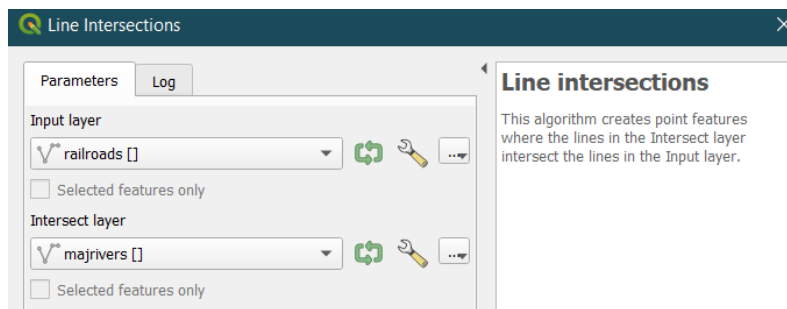 Line Intersections
Parameters
Log
Input layer
railroads []
Selected features only
Intersect layer
majrivers []
Selected features only
Line intersections
This algorithm creates point features
where the lines in the Intersect layer
intersect the lines in the Input layer.